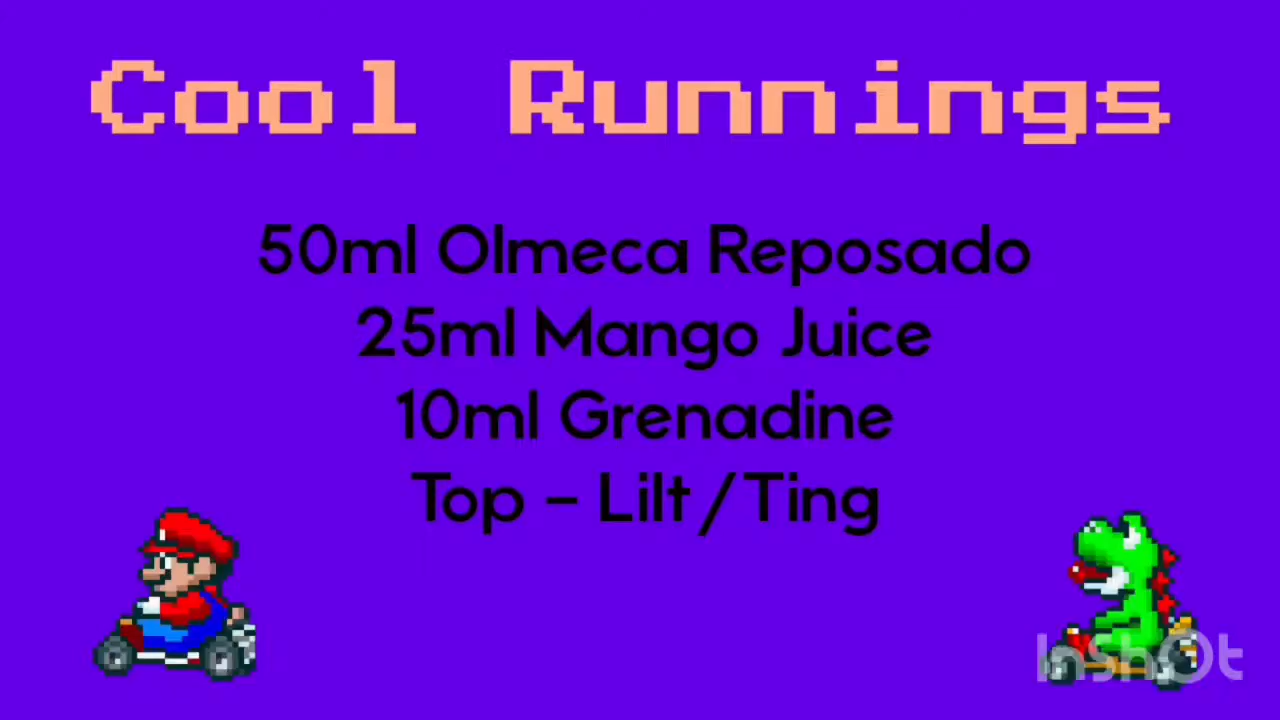 Cool Runnings
50ml Olmeca Reposado
25ml Mango Juice
10ml Grenadine
Top – Lilt/Ting
InShOt